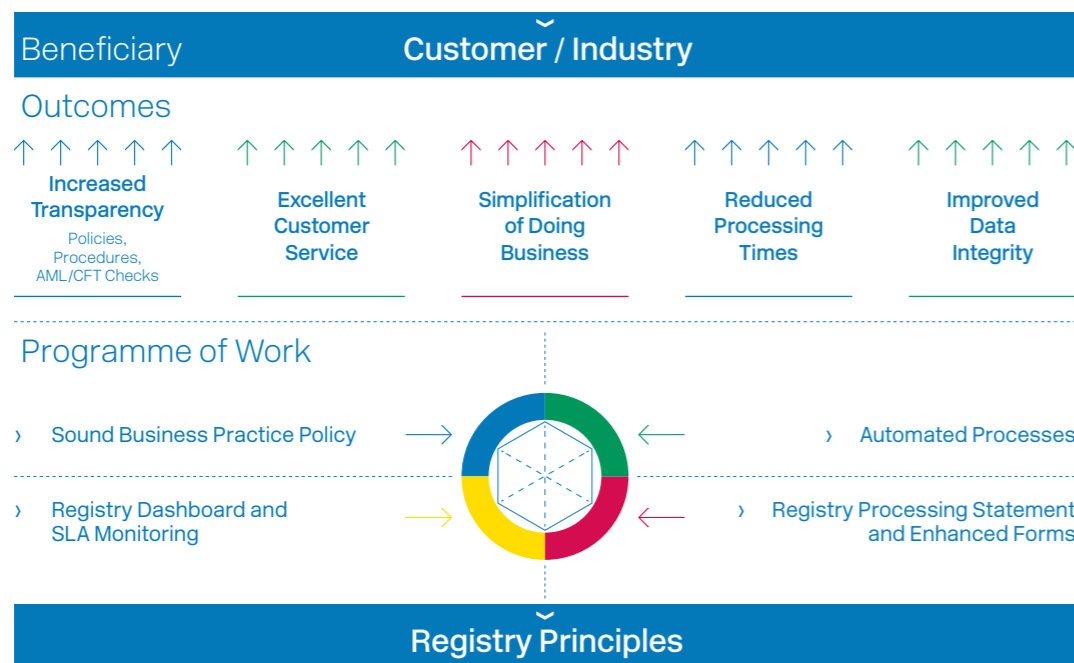 Beneficiary
Customer / Industry
Outcomes
Increased
Transparency
Policies,
Procedures,
AML/CFT Checks
Excellent
Customer
Service
Simplification
of Doing
Business
Reduced
Processing
Times
Improved
Data
Integrity
Programme of Work
› Sound Business Practice Policy
› Automated Processes
› Registry Dashboard and
SLA Monitoring
› Registry Processing Statement
and Enhanced Forms
Registry Principles